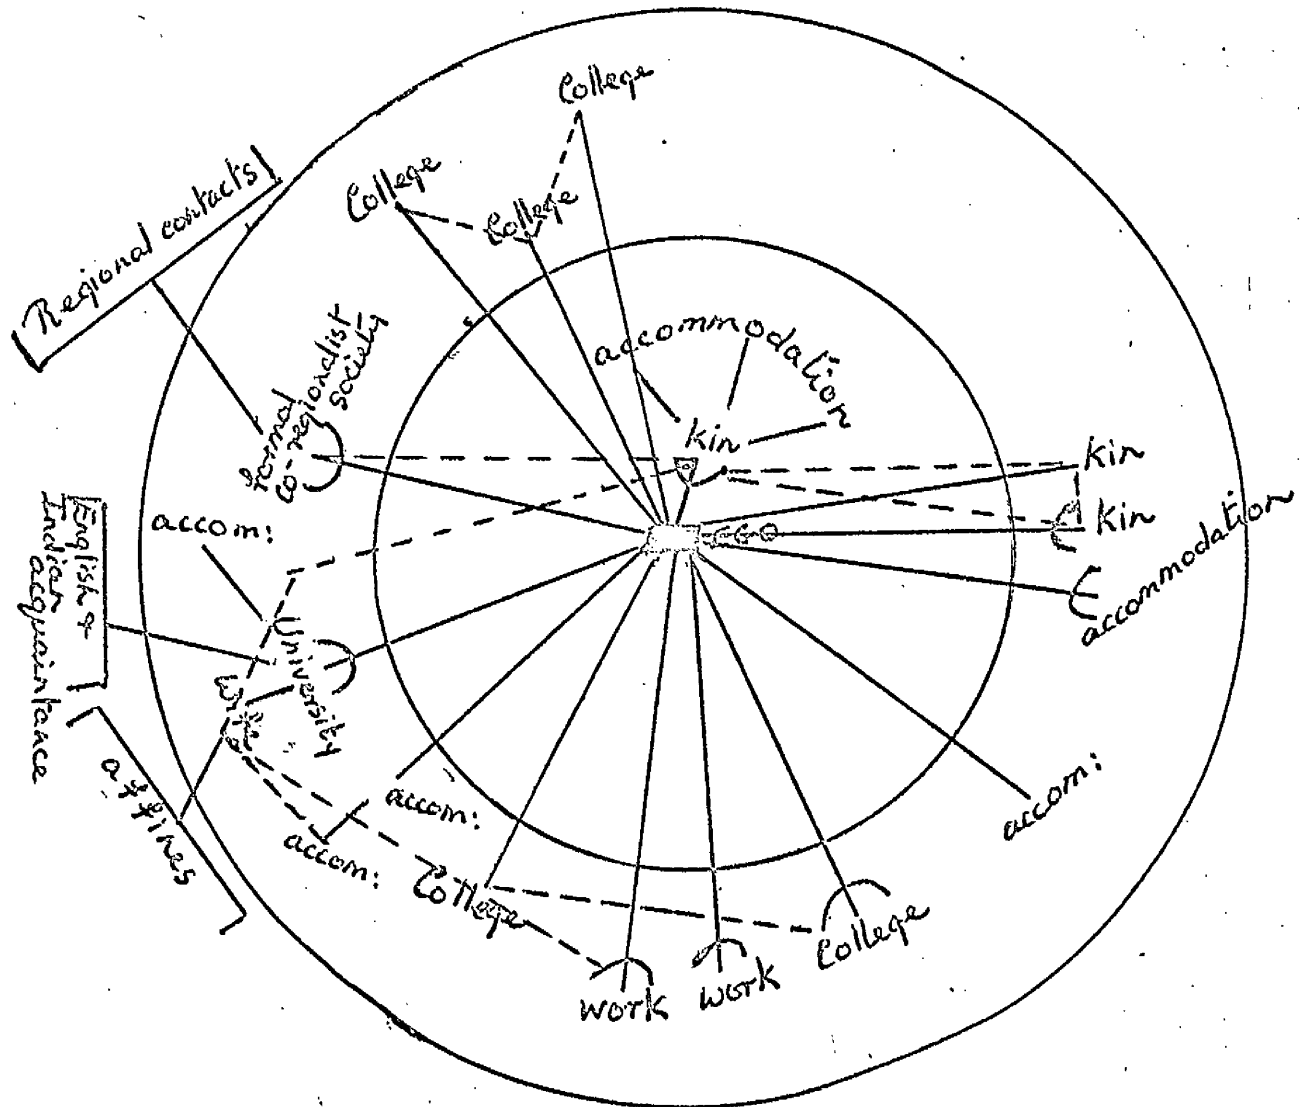 College
College
College
Regional contacts
accommodation
formal
co-regionalist
society
kin
kin
kin
EGO
accommodation
accom:
English &
Indian
acquaintance
University
Wife
affines
accom:
accom:
accom:
College
College
work
work